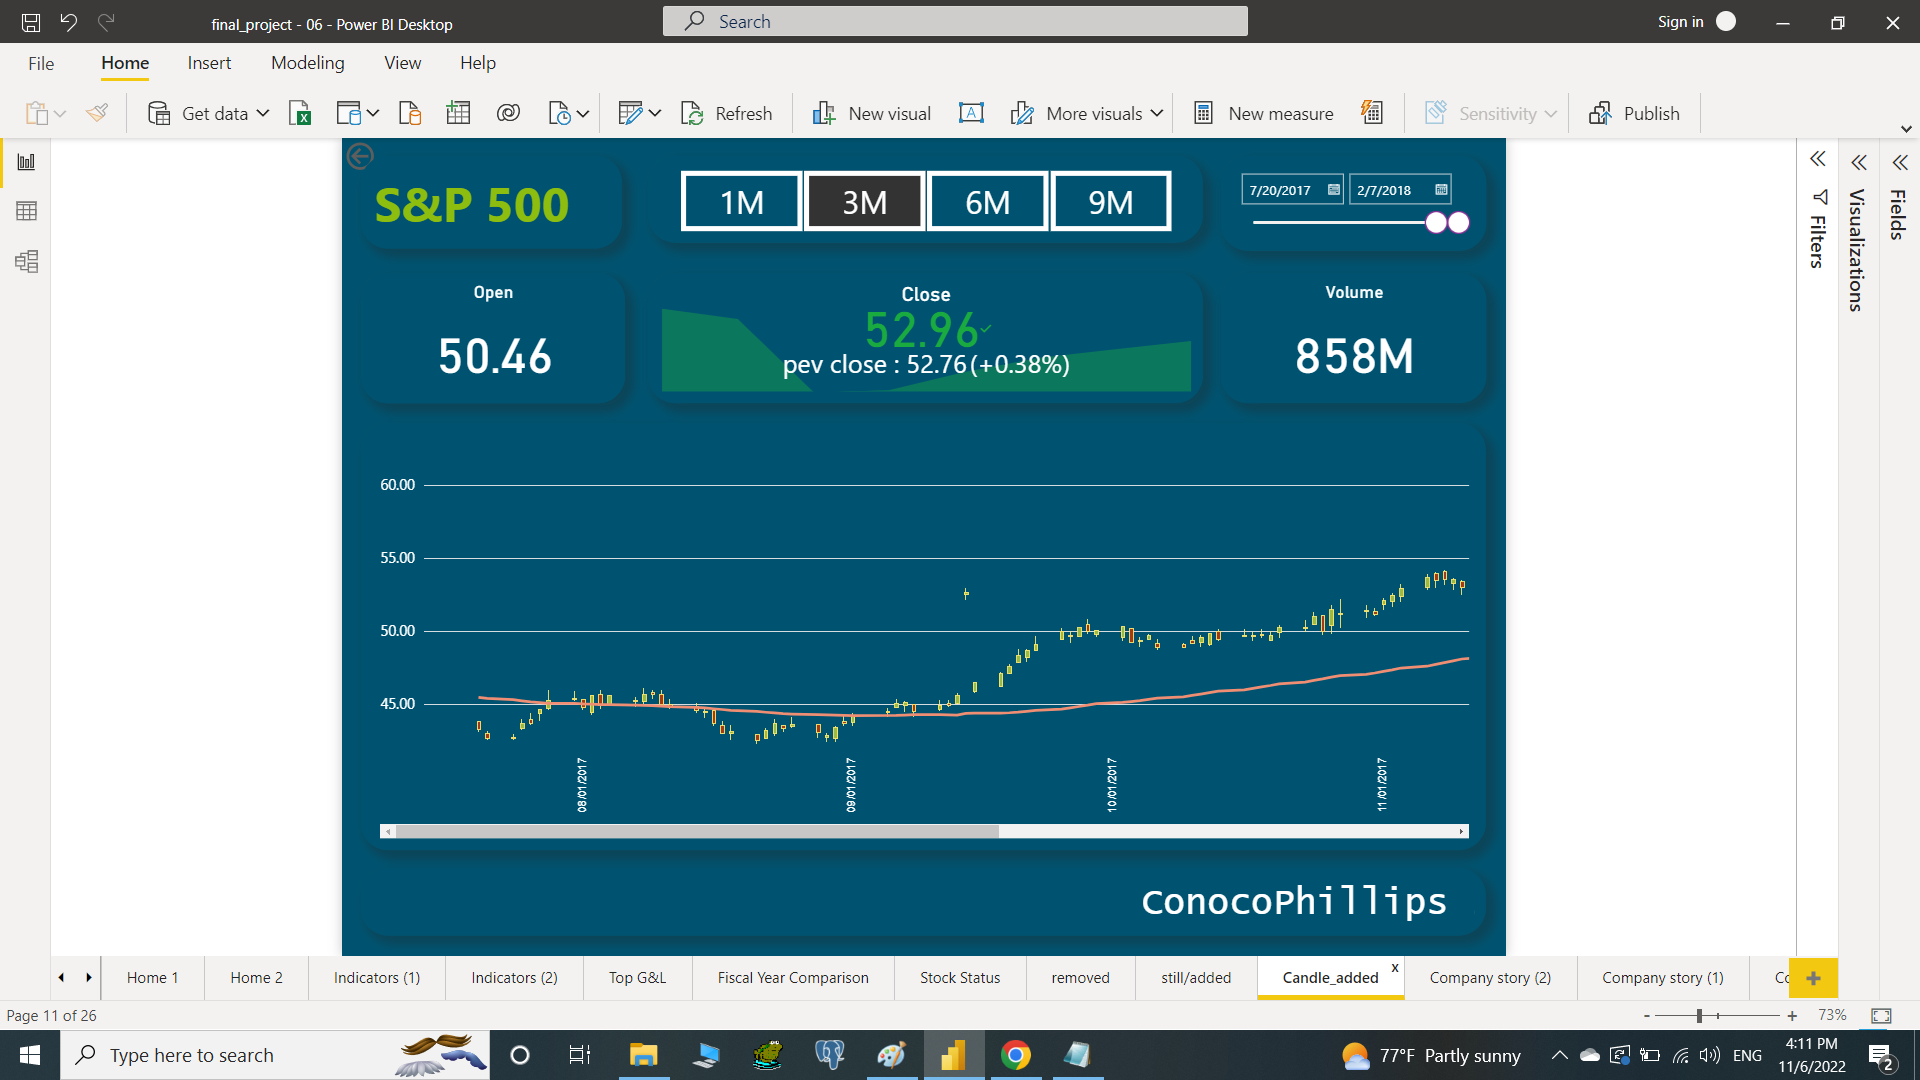 final_project - 06 - Power BI Desktop
Search
Sign in
File Home Insert Modeling View Help
Get data
Refresh
New visual
More visuals
New measure
Sensitivity
Publish
S&P 500
1M 3M 6M 9M
7/20/2017 2/7/2018
Open
50.46
Close
52.96
pev close : 52.76(+0.38%)
Volume
858M
Filters
Visualizations
Fields
60.00
55.00
50.00
45.00
08/01/2017
09/01/2017
10/01/2017
11/01/2017
ConocoPhillips
Home 1 Home 2 Indicators (1) Indicators (2) Top G&L Fiscal Year Comparison Stock Status removed still/added Candle_added x Company story (2) Company story (1) Co
Page 11 of 26
- + 73%
Type here to search
77°F Partly sunny
ENG
4:11 PM
11/6/2022
2